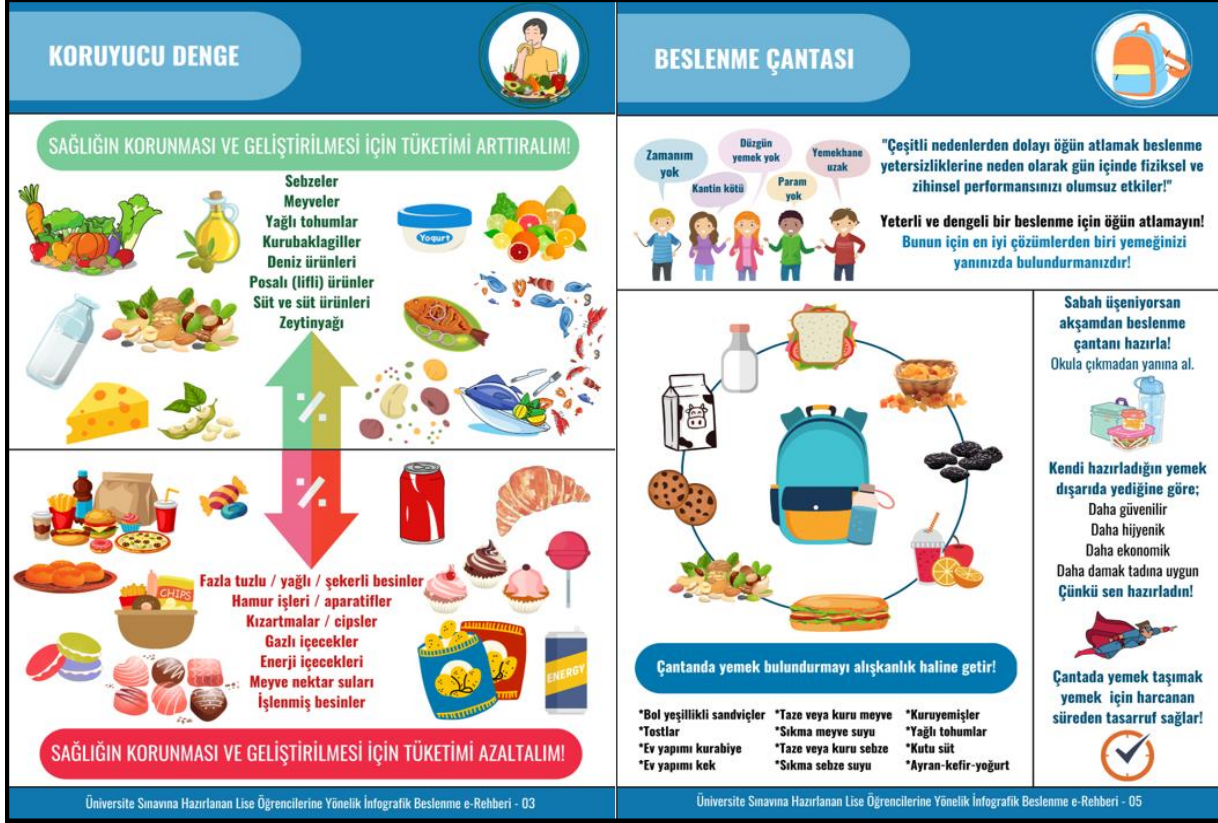 KORUYUCU DENGE
SAĞLIĞIN KORUNMASI VE GELİŞTİRİLMESİ İÇİN TÜKETİMİ ARTTIRALIM!
Sebzeler
Meyveler
Yağlı tohumlar
Kurubaklagiller
Deniz ürünleri
Posalı (lifli) ürünler
Süt ve süt ürünleri
Zeytinyağı
Yogurt
%
%
CHIPS
ENERGY
Fazla tuzlu / yağlı / şekerli besinler
Hamur işleri / aparatifler
Kızartmalar / cipsler
Gazlı içecekler
Enerji içecekleri
Meyve nektar suları
İşlenmiş besinler
SAĞLIĞIN KORUNMASI VE GELİŞTİRİLMESİ İÇİN TÜKETİMİ AZALTALIM!
Üniversite Sınavına Hazırlanan Lise Öğrencilerine Yönelik İnfografik Beslenme e-Rehberi - 03
BESLENME ÇANTASI
Zamanım
yok
Kantin kötü
Düzgün
yemek yok
Param
yok
Yemekhane
uzak
"Çeşitli nedenlerden dolayı öğün atlamak beslenme
yetersizliklerine neden olarak gün içinde fiziksel ve
zihinsel performansınızı olumsuz etkiler!"
Yeterli ve dengeli bir beslenme için öğün atlamayın!
Bunun için en iyi çözümlerden biri yemeğinizi
yanınızda bulundurmanızdır!
Sabah üşeniyorsan
akşamdan beslenme
çantanı hazırla!
Okula çıkmadan yanına al.
Kendi hazırladığın yemek
dışarıda yediğine göre;
Daha güvenilir
Daha hijyenik
Daha ekonomik
Daha damak tadına uygun
Çünkü sen hazırladın!
Çantada yemek taşımak
yemek için harcanan
süreden tasarruf sağlar!
Çantanda yemek bulundurmayı alışkanlık haline getir!
*Bol yeşillikli sandviçler
*Tostlar
*Ev yapımı kurabiye
*Ev yapımı kek
*Taze veya kuru meyve
*Sıkma meyve suyu
*Taze veya kuru sebze
*Sıkma sebze suyu
*Kuruyemişler
*Yağlı tohumlar
*Kutu süt
*Ayran-kefir-yoğurt
Üniversite Sınavına Hazırlanan Lise Öğrencilerine Yönelik İnfografik Beslenme e-Rehberi - 05